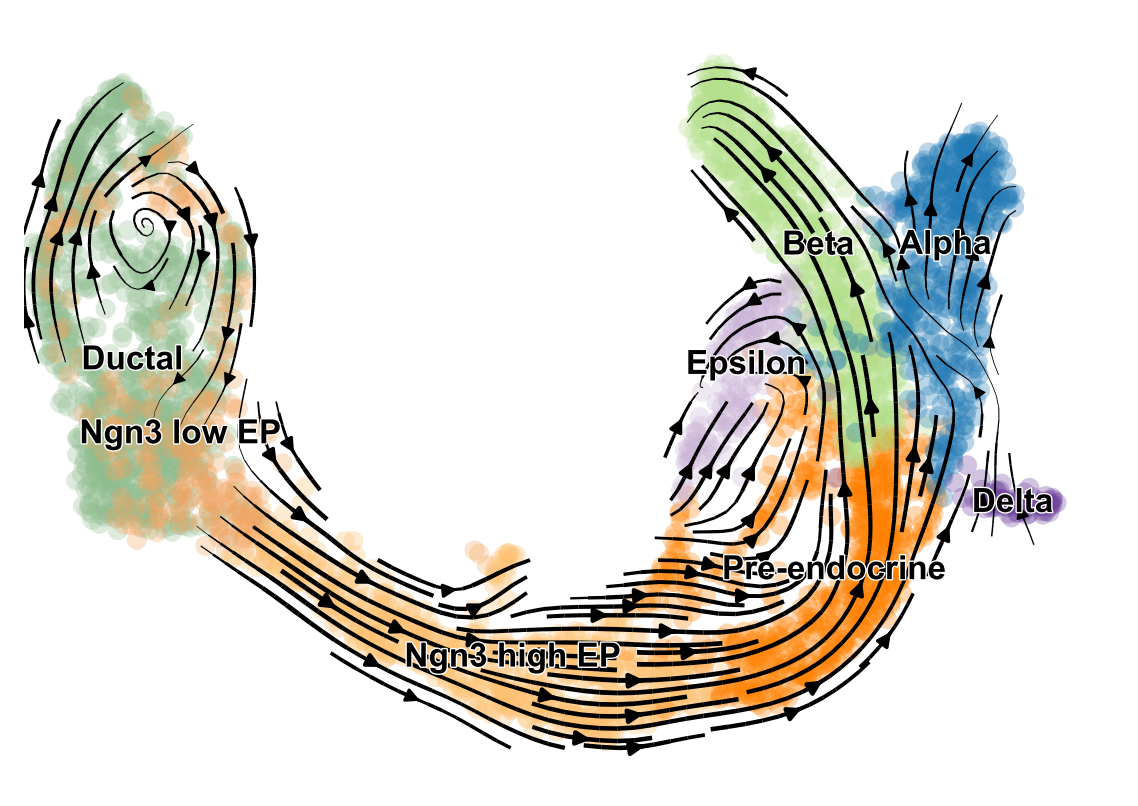 Beta
Alpha
Ductal
Epsilon
Ngn3 low EP
Delta
Pre-endocrine
Ngn3 high EP